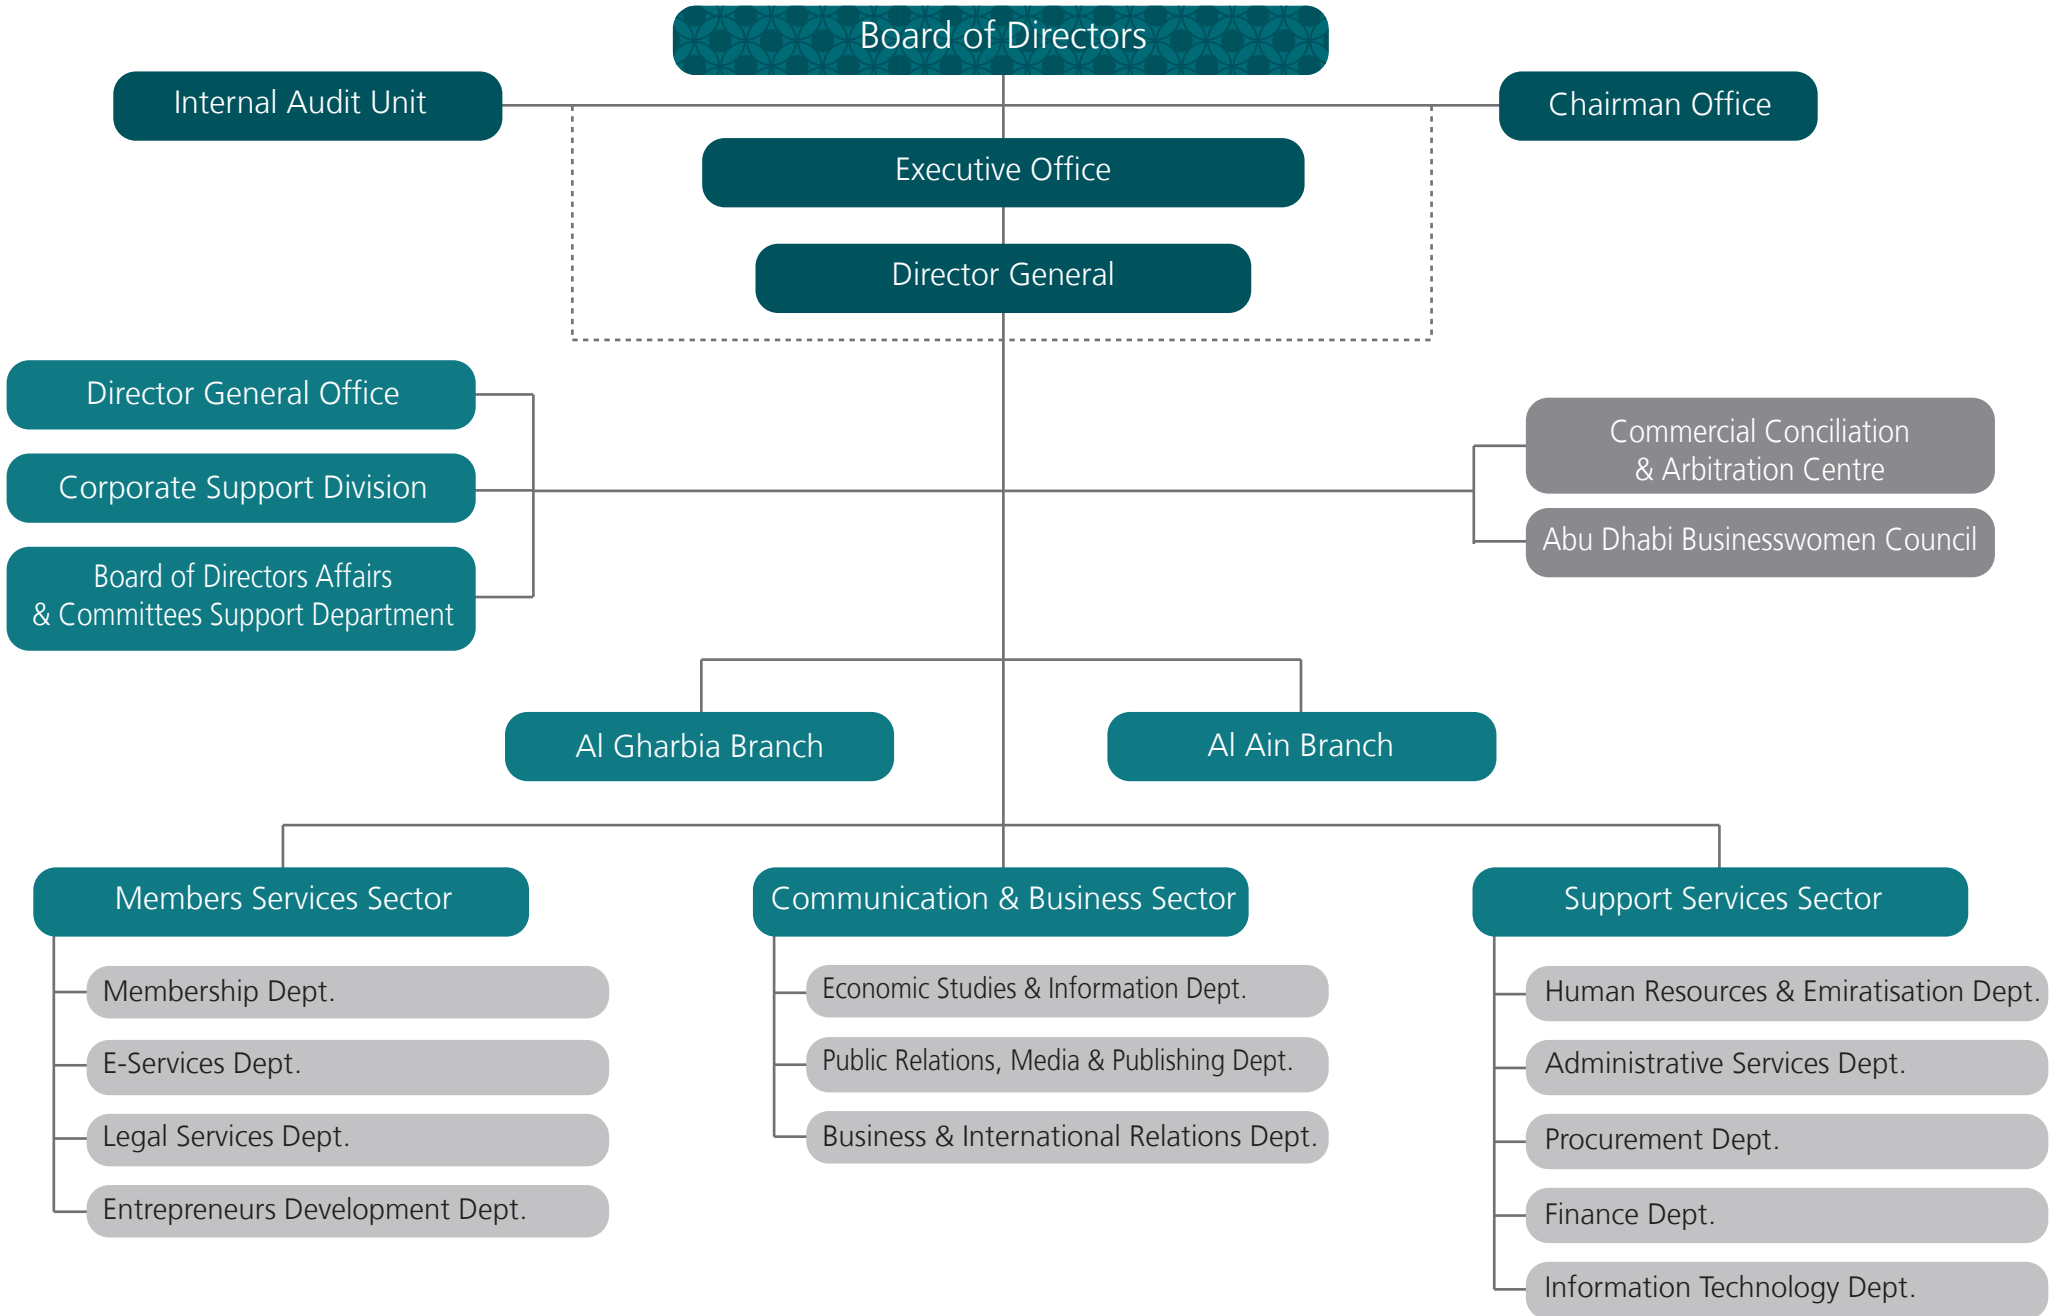 Board of Directors
Internal Audit Unit
Chairman Office
Executive Office
Director General
Director General Office
Corporate Support Division
Board of Directors Affairs
& Committees Support Department
Commercial Conciliation
& Arbitration Centre
Abu Dhabi Businesswomen Council
Al Gharbia Branch
Al Ain Branch
Members Services Sector
Membership Dept.
E-Services Dept.
Legal Services Dept.
Entrepreneurs Development Dept.
Communication & Business Sector
Economic Studies & Information Dept.
Public Relations, Media & Publishing Dept.
Business & International Relations Dept.
Support Services Sector
Human Resources & Emiratisation Dept.
Administrative Services Dept.
Procurement Dept.
Finance Dept.
Information Technology Dept.